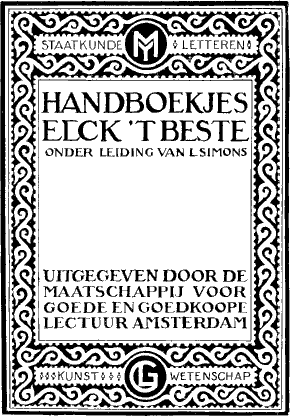 STAATKUNDE M LETTEREN
HANDBOEKJES
ELCK 'T BESTE
ONDER LEIDING VAN L SIMONS
UITGEGEVEN DOOR DE
MAATSCHAPPIJ VOOR
GOEDE EN GOEDKOOPE
LECTUUR AMSTERDAM
KUNST GL WETENSCHAP